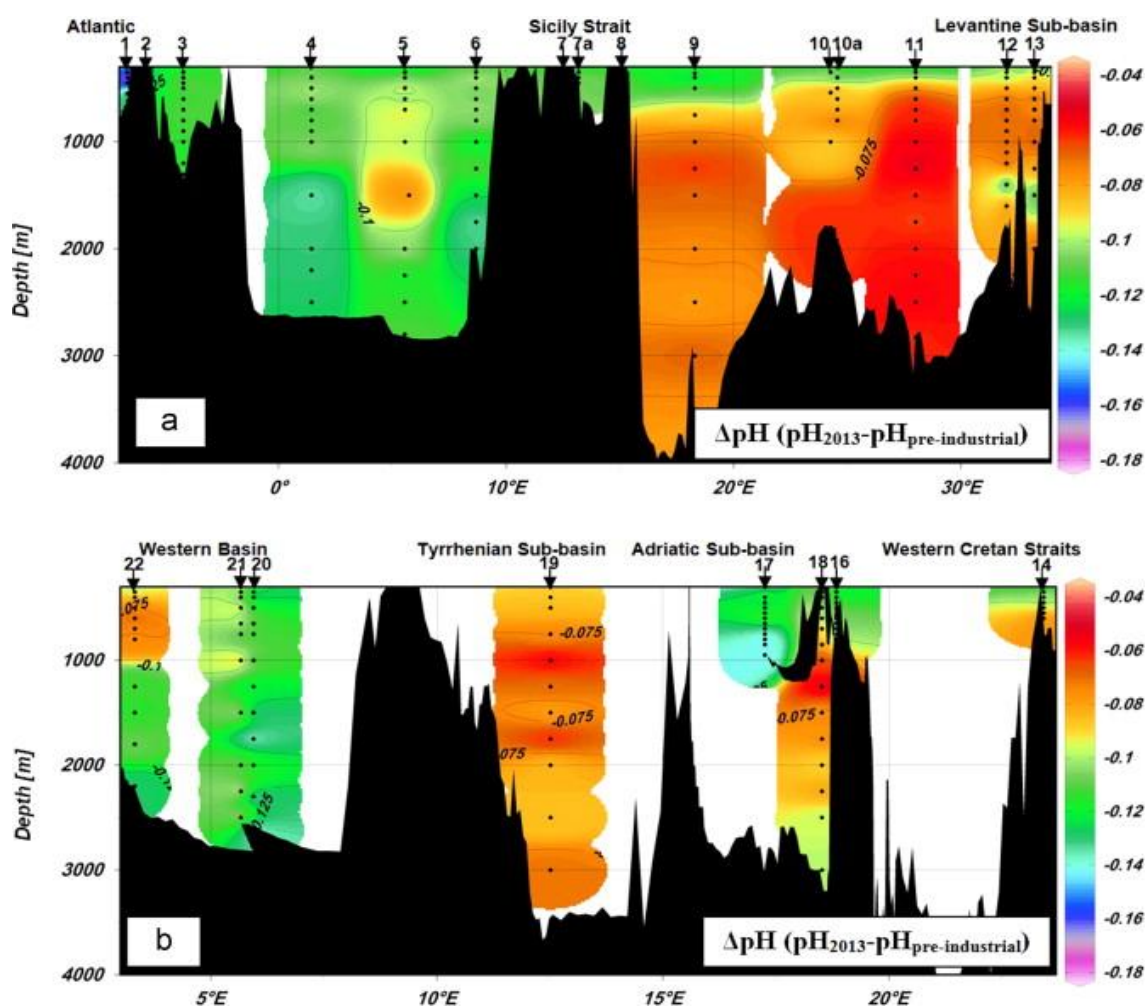 Atlantic Sicily Strait Levantine Sub-basin
1 2 3 4 5 6 7 7a 8 9 10 10a 11 12 13
-0.04
-0.06
-0.08
-0.1
-0.12
-0.14
-0.16
-0.18
1000
2000
3000
4000
Depth [m]
-0.1
-0.075
a
ΔpH (pH2013-pHpre-industrial)
0° 10°E 20°E 30°E
Western Basin Tyrrhenian Sub-basin Adriatic Sub-basin Western Cretan Straits
22 21 20 19 17 18 16 14
-0.04
-0.06
-0.08
-0.1
-0.12
-0.14
-0.16
-0.18
1000
2000
3000
4000
Depth [m]
.075
-0.1
0.125
-0.075
-0.075
.075
-0.075
b
ΔpH (pH2013-pHpre-industrial)
5°E 10°E 15°E 20°E